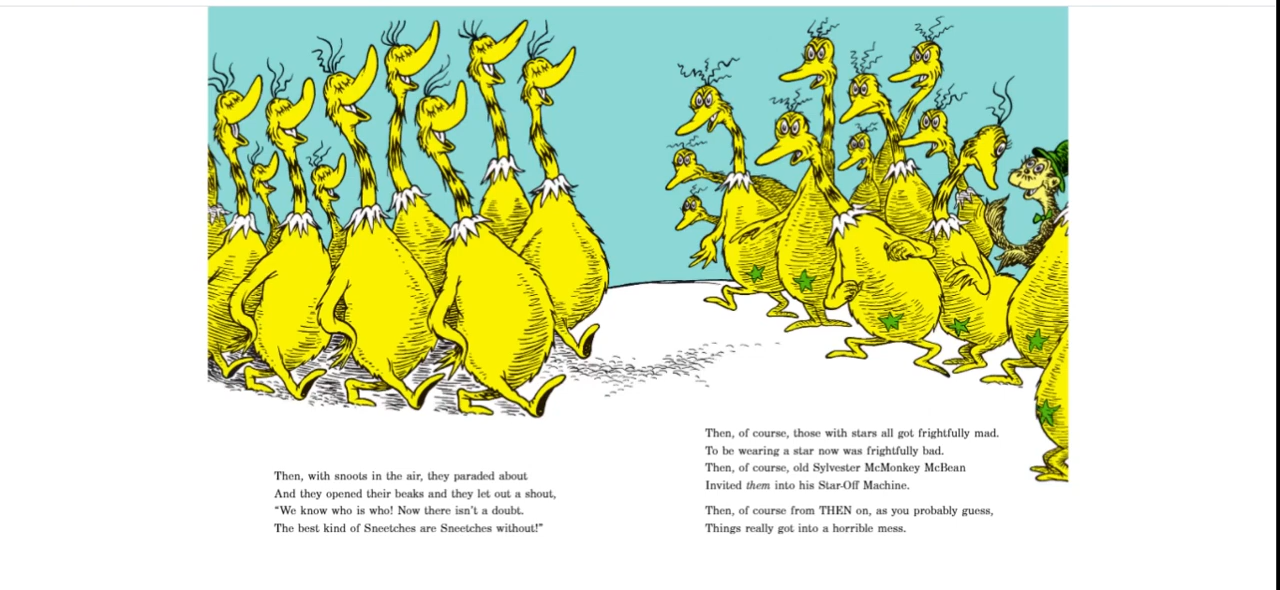 Then, with snoots in the air, they paraded about
And they opened their beaks and they let out a shout,
“We know who is who! Now there isn’t a doubt.
The best kind of Sneetches are Sneetches without!”
Then, of course, those with stars all got frightfully mad.
To be wearing a star now was frightfully bad.
Then, of course, old Sylvester McMonkey McBean
Invited them into his Star-Off Machine.
Then, of course from THEN on, as you probably guess,
Things really got into a horrible mess.